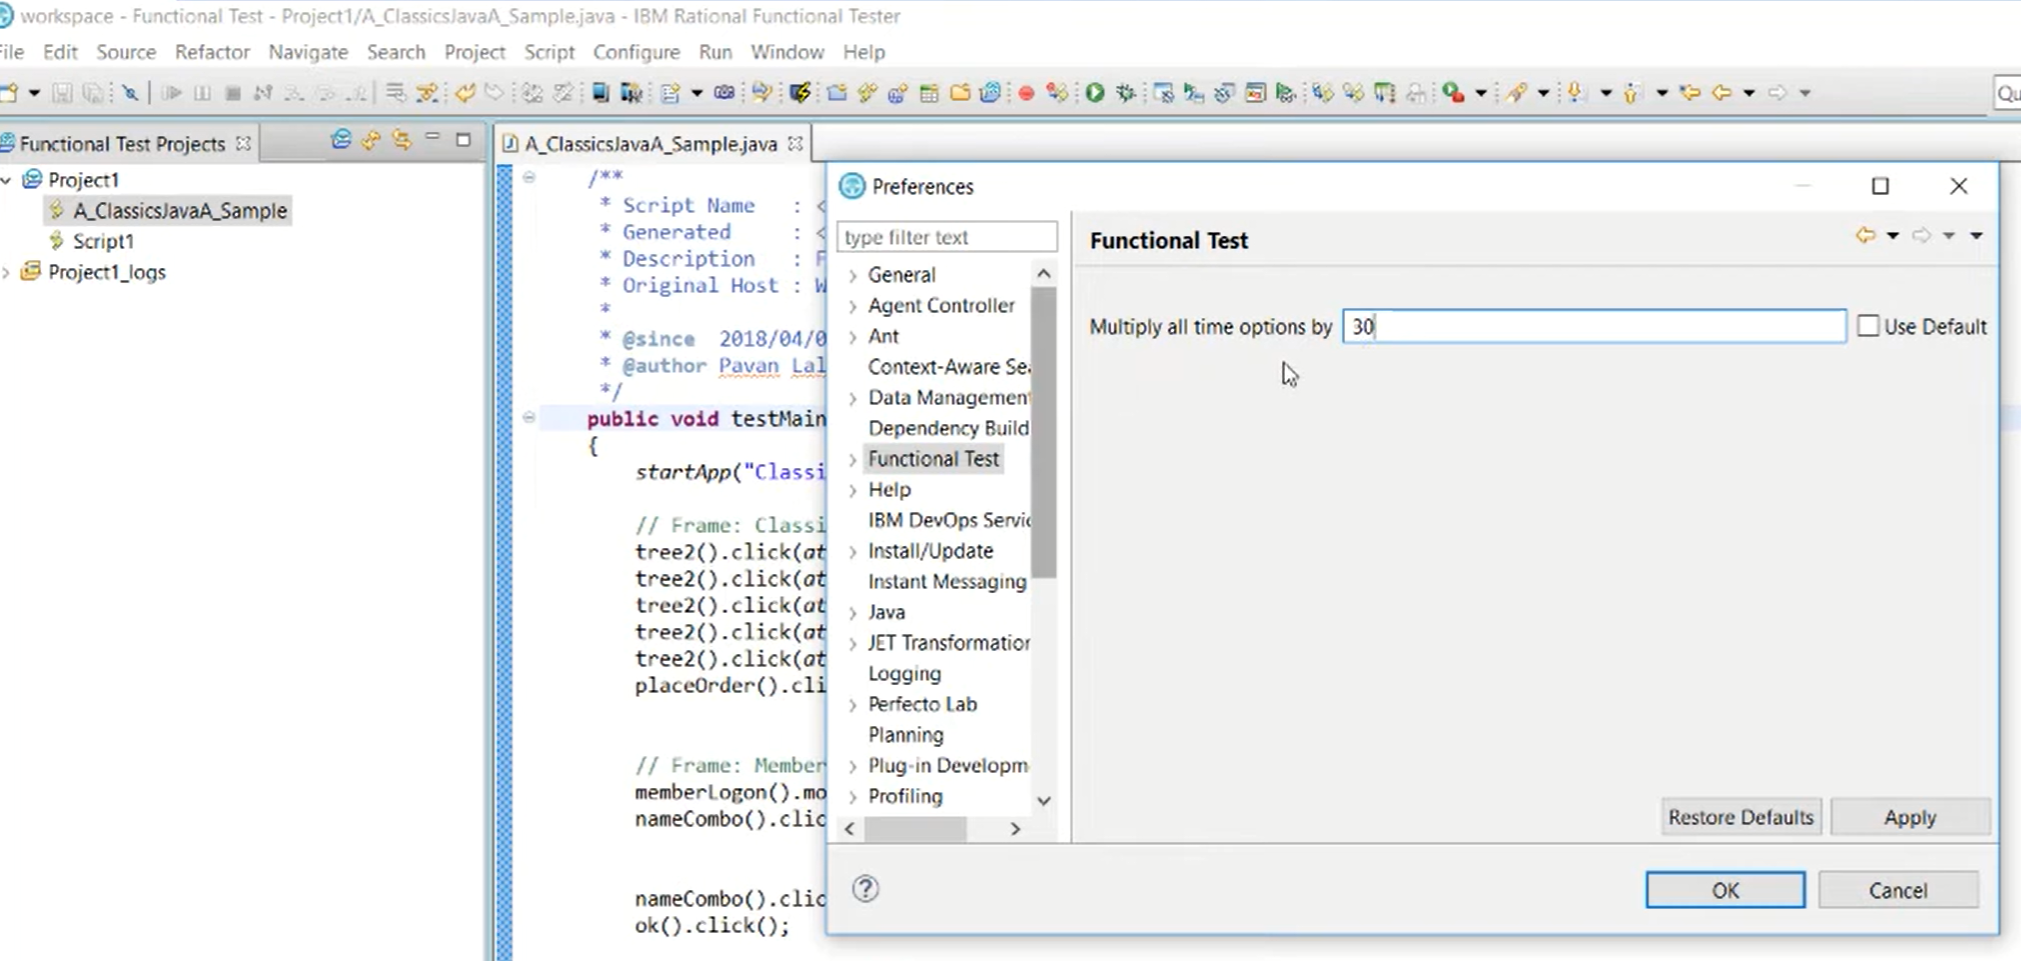 workspace - Functional Test - Project1/A_ClassicsJavaA_Sample.java - IBM Rational Functional Tester
File Edit Source Refactor Navigate Search Project Script Configure Run Window Help
Qu
Functional Test Projects
Project1
A_ClassicsJavaA_Sample
Script1
Project1_logs
A_ClassicsJavaA_Sample.java
/**
* Script Name : <
* Generated : <
* Description : F
* Original Host : W
*
* @since 2018/04/0
* @author Pavan Lal
*/
public void testMain
{
startApp("Classi
// Frame: Classi
tree2().click(at
tree2().click(at
tree2().click(at
tree2().click(at
tree2().click(at
placeOrder().cli
// Frame: Member
memberLogon().mo
nameCombo().clic
nameCombo().clic
ok().click();
Preferences
type filter text
General
Agent Controller
Ant
Context-Aware Sea
Data Management
Dependency Build
Functional Test
Help
IBM DevOps Servic
Install/Update
Instant Messaging
Java
JET Transformation
Logging
Perfecto Lab
Planning
Plug-in Developm
Profiling
Functional Test
Multiply all time options by 30 Use Default
Restore Defaults Apply
? OK Cancel